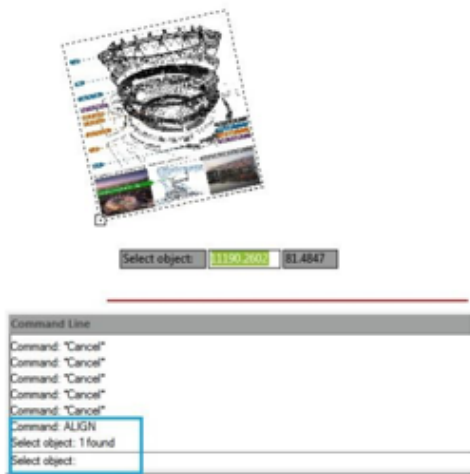 Select object: 11190.2602 81.4847
Command Line
Command: "Cancel"
Command: "Cancel"
Command: "Cancel"
Command: "Cancel"
Command: "Cancel"
Command: ALIGN
Select object: 1 found
Select object: